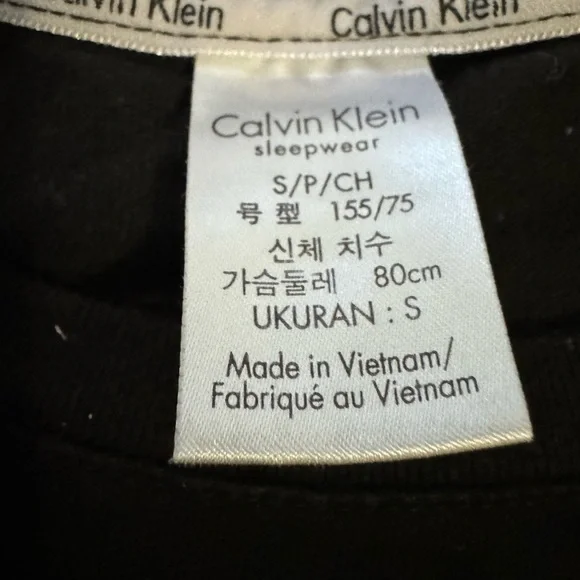 Klein Calvin Klein
Calvin Klein
sleepwear
S/P/CH
号型 155/75
신체 치수
가슴둘레 80cm
UKURAN : S
Made in Vietnam/
Fabriqué au Vietnam